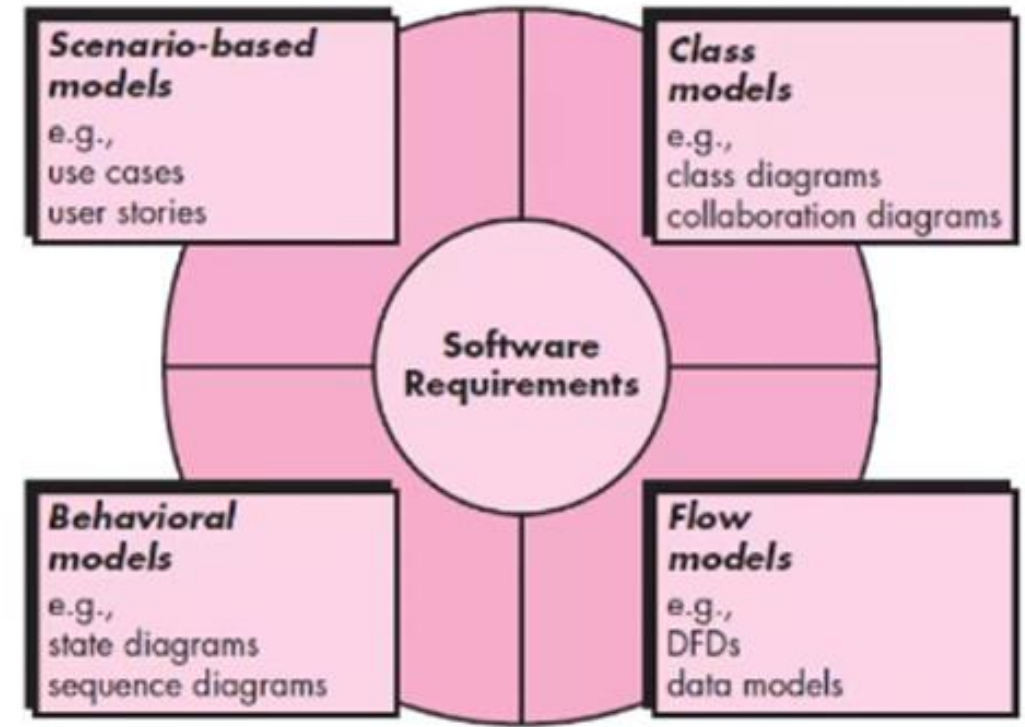 Scenario-based
models
e.g.,
use cases
user stories
Class
models
e.g.,
class diagrams
collaboration diagrams
Software
Requirements
Behavioral
models
e.g.,
state diagrams
sequence diagrams
Flow
models
e.g.,
DFDs
data models